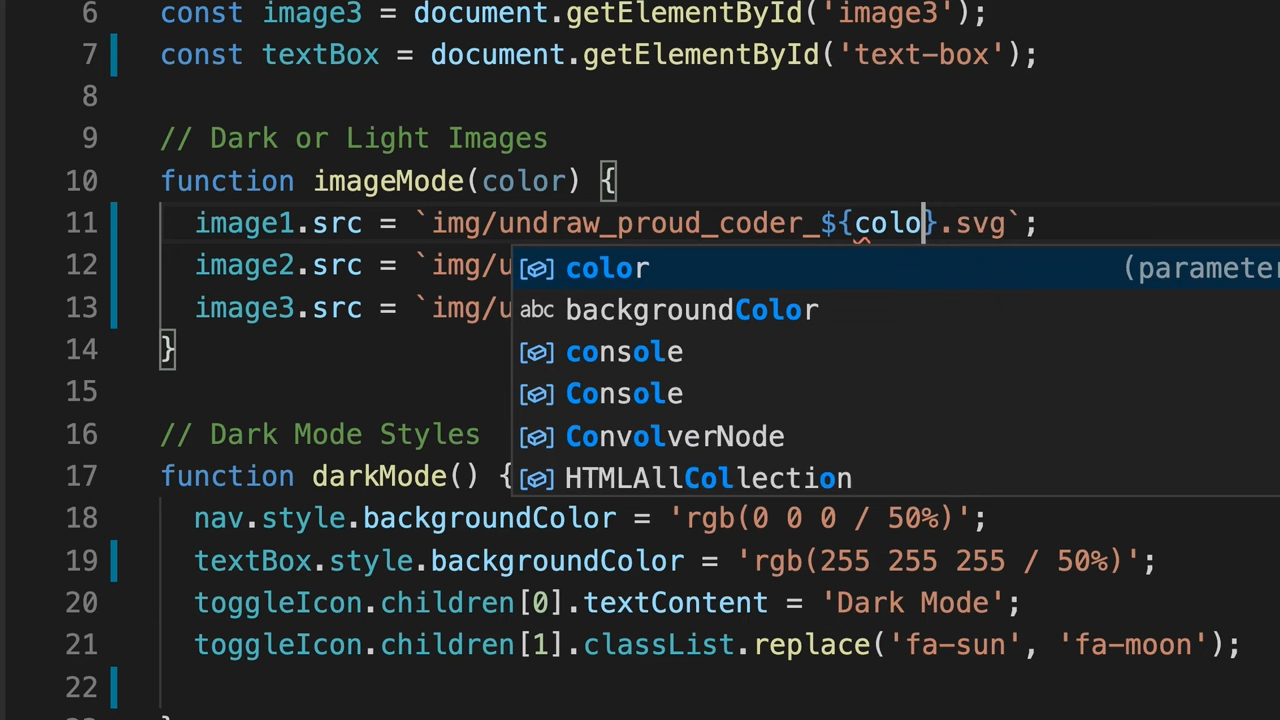 6 const image3 = document.getElementById('image3');
7 const textBox = document.getElementById('text-box');
8
9 // Dark or Light Images
10 function imageMode(color) {
11 image1.src = `img/undraw_proud_coder_${colo}.svg`;
12 image2.src = `img/u
13 image3.src = `img/u
color (parameter
backgroundColor
console
Console
ConvolverNode
HTMLAllCollection
14 }
15
16 // Dark Mode Styles
17 function darkMode() {
18 nav.style.backgroundColor = 'rgb(0 0 0 / 50%)';
19 textBox.style.backgroundColor = 'rgb(255 255 255 / 50%)';
20 toggleIcon.children[0].textContent = 'Dark Mode';
21 toggleIcon.children[1].classList.replace('fa-sun', 'fa-moon');
22